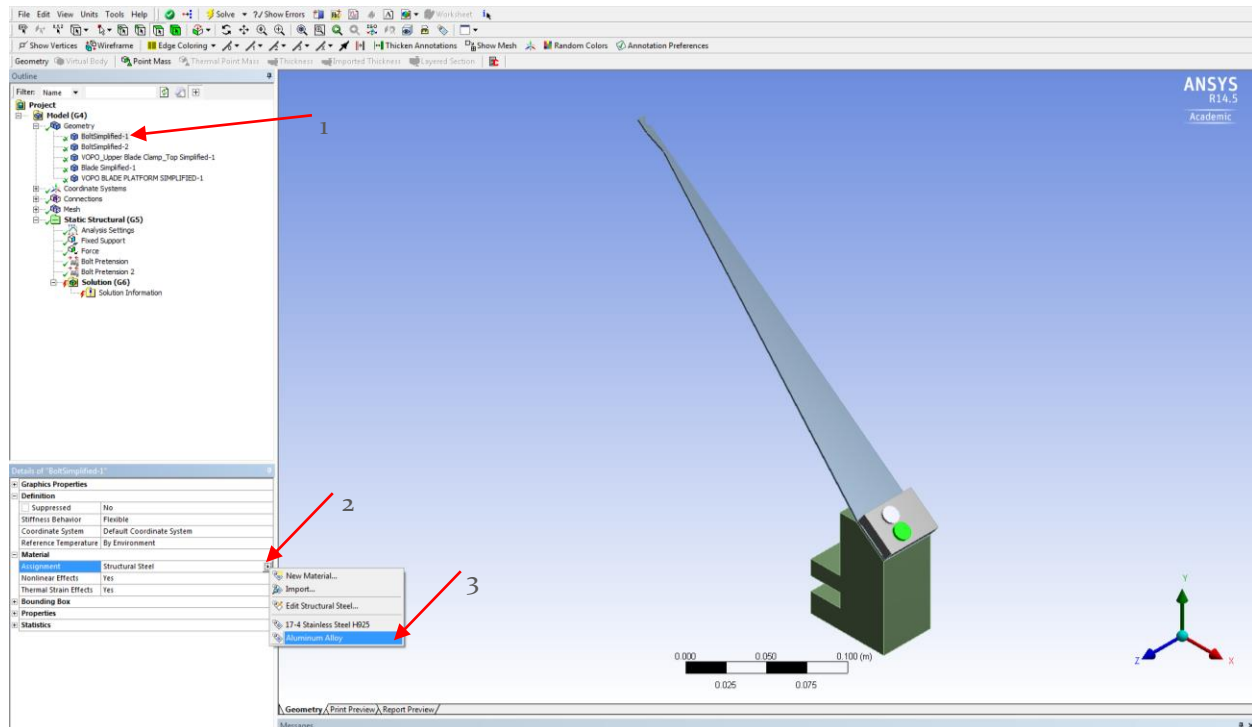 File Edit View Units Tools Help Solve ?/ Show Errors Worksheet
Show Vertices Wireframe Edge Coloring Thicken Annotations Show Mesh Random Colors Annotation Preferences
Geometry Virtual Body Point Mass Thermal Point Mass Thickness Imported Thickness Layered Section
Outline
Filter: Name
Project
Model (G4)
Geometry
BoltSimplified-1
BoltSimplified-2
VOPO_Upper Blade Clamp_Top Simplified-1
Blade Simplified-1
VOPO BLADE PLATFORM SIMPLIFIED-1
Coordinate Systems
Connections
Mesh
Static Structural (G5)
Analysis Settings
Fixed Support
Force
Bolt Pretension
Bolt Pretension 2
Solution (G6)
Solution Information
1
ANSYS
R14.5
Academic
Details of "BoltSimplified-1"
Graphics Properties
Definition
Suppressed No
Stiffness Behavior Flexible
Coordinate System Default Coordinate System
Reference Temperature By Environment
Material
Assignment Structural Steel
Nonlinear Effects Yes
Thermal Strain Effects Yes
Bounding Box
Properties
Statistics
2
New Material...
Import...
Edit Structural Steel...
17-4 Stainless Steel H925
Aluminum Alley
3
0.000 0.050 0.100 (m)
0.025 0.075
Y
Z X
Geometry Print Preview Report Preview
Messages